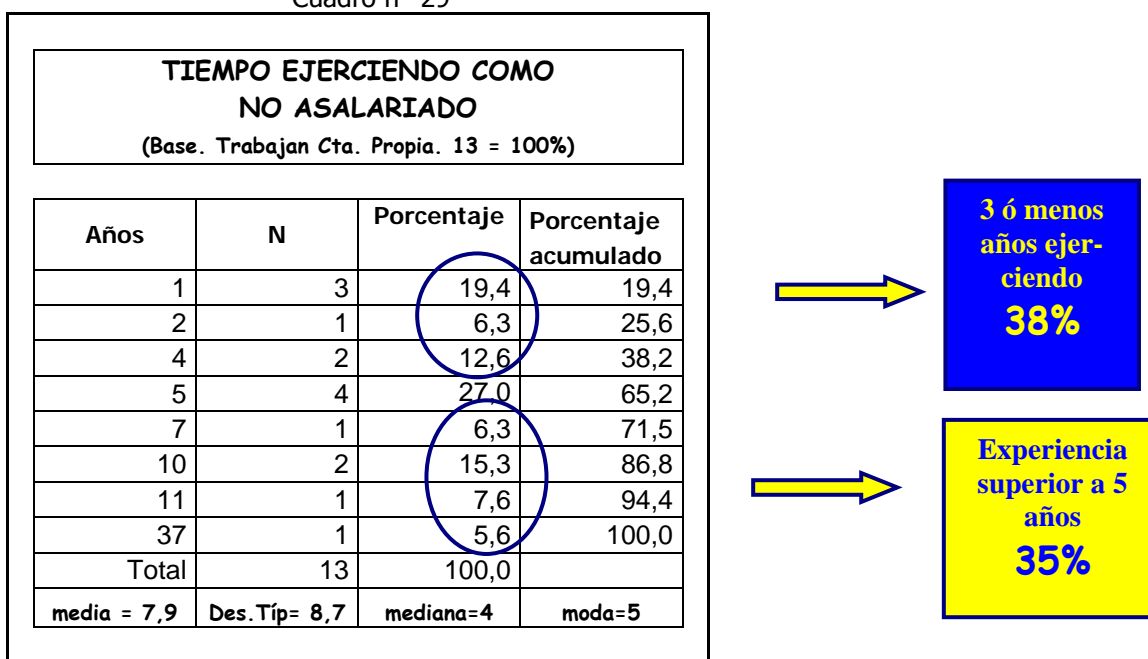 Cuadro nº 29
TIEMPO EJERCIENDO COMO
NO ASALARIADO
(Base. Trabajan Cta. Propia. 13 = 100%)
Años N Porcentaje Porcentaje
acumulado
1 3 19,4 19,4
2 1 6,3 25,6
4 2 12,6 38,2
5 4 27,0 65,2
7 1 6,3 71,5
10 2 15,3 86,8
11 1 7,6 94,4
37 1 5,6 100,0
Total 13 100,0
media = 7,9 Des.Típ= 8,7 mediana=4 moda=5
3 ó menos
años ejer-
ciendo
38%
Experiencia
superior a 5
años
35%